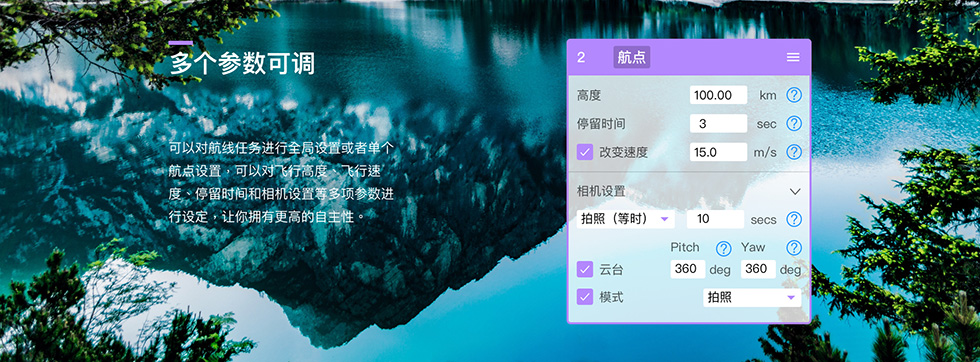 多个参数可调
可以对航线任务进行全局设置或者单个
航点设置，可以对飞行高度、飞行速
度、停留时间和相机设置等多项参数进
行设定，让你拥有更高的自主性。
2 航点
高度 100.00 km ?
停留时间 3 sec ?
改变速度 15.0 m/s ?
相机设置
拍照（等时） 10 secs ?
Pitch ? Yaw ?
云台 360 deg 360 deg
模式 拍照